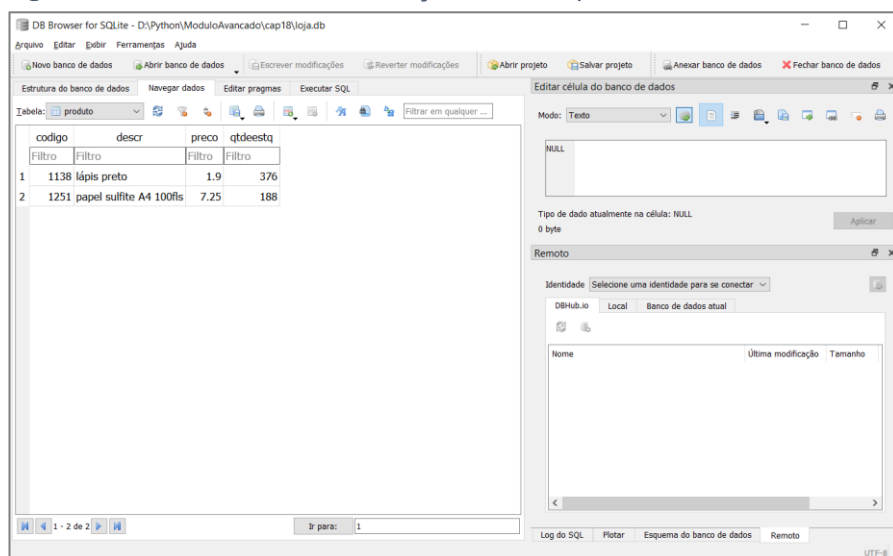 DB Browser for SQLite - D:\Python\ModuloAvancado\cap18\loja.db
Arquivo Editar Exibir Ferramentas Ajuda
Novo banco de dados Abrir banco de dados Escrever modificações Reverter modificações Abrir projeto Salvar projeto Anexar banco de dados Fechar banco de dados
Estrutura do banco de dados Navegar dados Editar pragmas Executar SQL
Tabela: produto Filtrar em qualquer ...
codigo descr preco qtdeestq
Filtro Filtro Filtro Filtro
1 1138 lápis preto 1.9 376
2 1251 papel sulfite A4 100fls 7.25 188
1 - 2 de 2 Ir para: 1
Editar célula do banco de dados
Modo: Texto
NULL
Tipo de dado atualmente na célula: NULL
0 byte
Aplicar
Remoto
Identidade Selecione uma identidade para se conectar
DBHub.io Local Banco de dados atual
Nome Última modificação Tamanho
Log do SQL Plotar Esquema do banco de dados Remoto
UTF-8